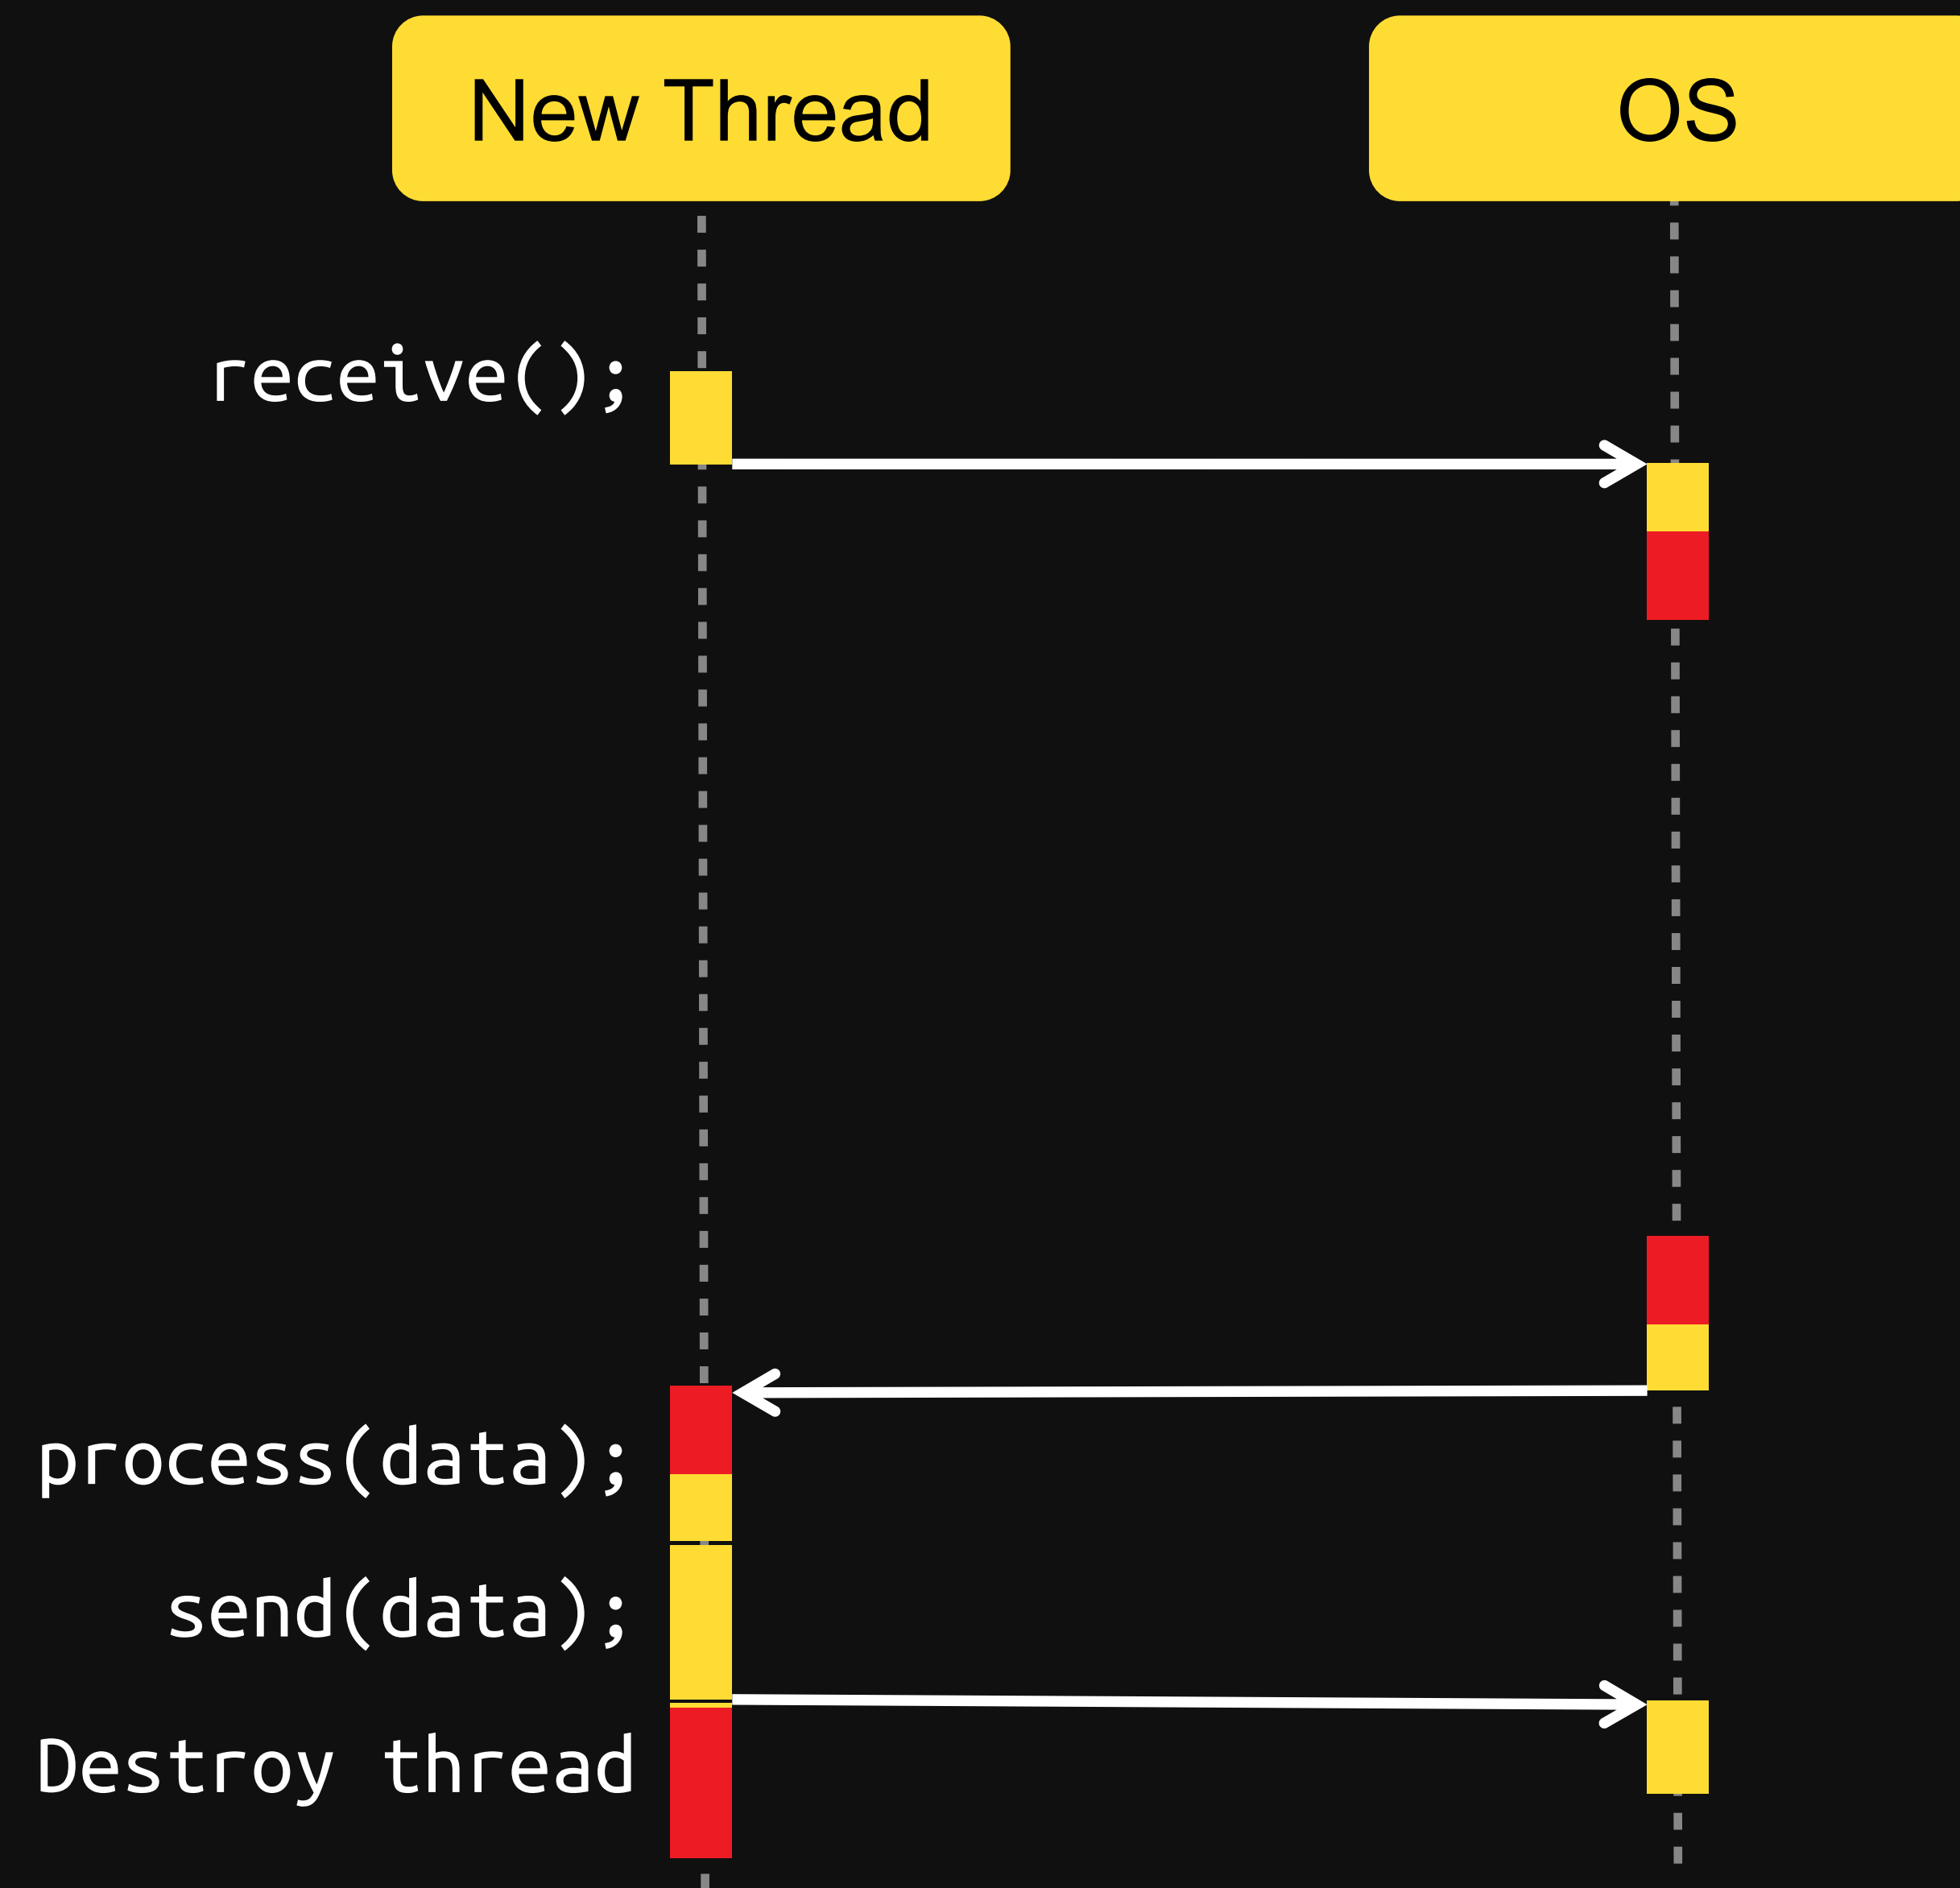 New Thread
OS
receive();
process(data);
send(data);
Destroy thread